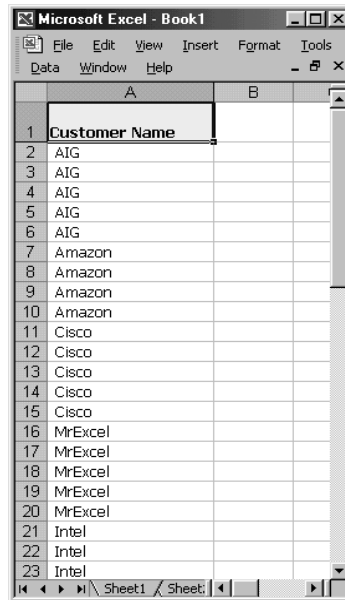 Microsoft Excel - Book1
File Edit View Insert Format Tools
Data Window Help
A B
1 Customer Name
2 AIG
3 AIG
4 AIG
5 AIG
6 AIG
7 Amazon
8 Amazon
9 Amazon
10 Amazon
11 Cisco
12 Cisco
13 Cisco
14 Cisco
15 Cisco
16 MrExcel
17 MrExcel
18 MrExcel
19 MrExcel
20 MrExcel
21 Intel
22 Intel
23 Intel
Sheet1 Sheet